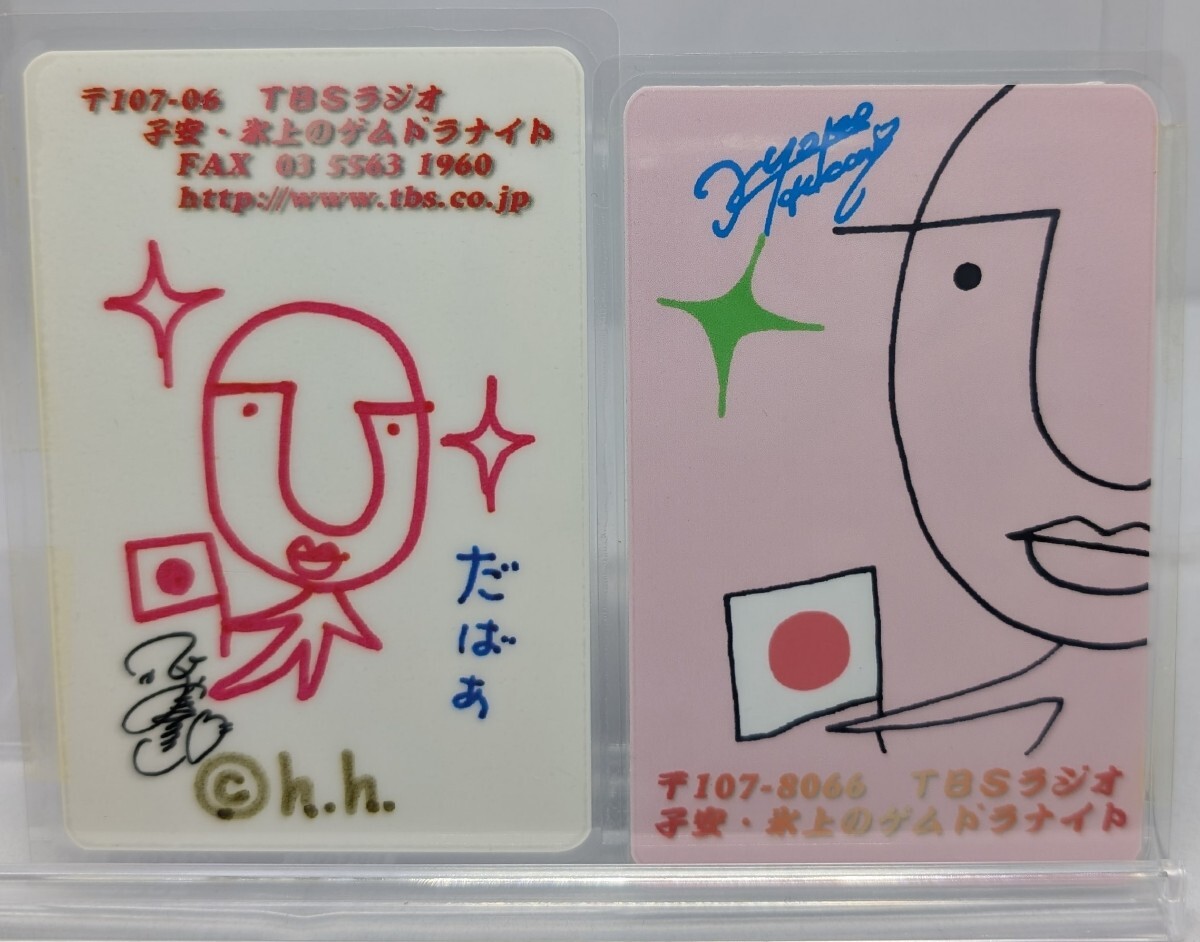 〒107-06 TBSラジオ
子安・氷上のゲムドラナイト
FAX 03 5563 1960
http://www.tbs.co.jp
だばぁ
©h.h.
〒107-8066 TBSラジオ
子安・氷上のゲムドラナイト